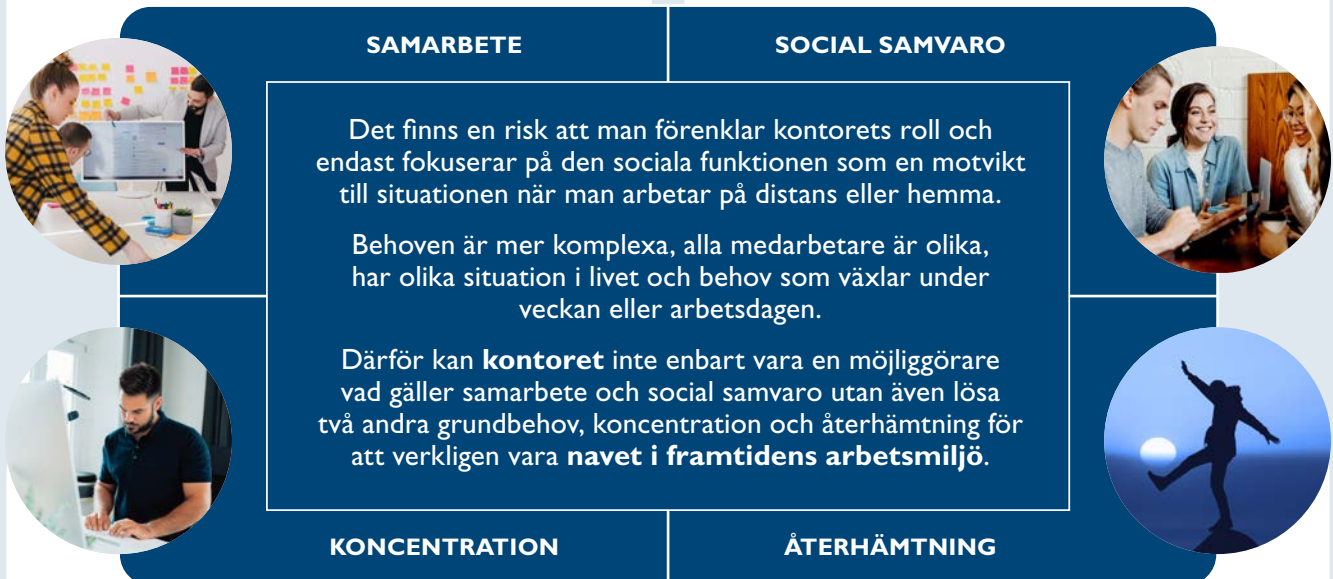 SAMARBETE
SOCIAL SAMVARO
Det finns en risk att man förenklar kontorets roll och
endast fokuserar på den sociala funktionen som en motvikt
till situationen när man arbetar på distans eller hemma.
Behoven är mer komplexa, alla medarbetare är olika,
har olika situation i livet och behov som växlar under
veckan eller arbetsdagen.
Därför kan kontoret inte enbart vara en möjliggörare
vad gäller samarbete och social samvaro utan även lösa
två andra grundbehov, koncentration och återhämtning för
att verkligen vara navet i framtidens arbetsmiljö.
KONCENTRATION
ÅTERHÄMTNING